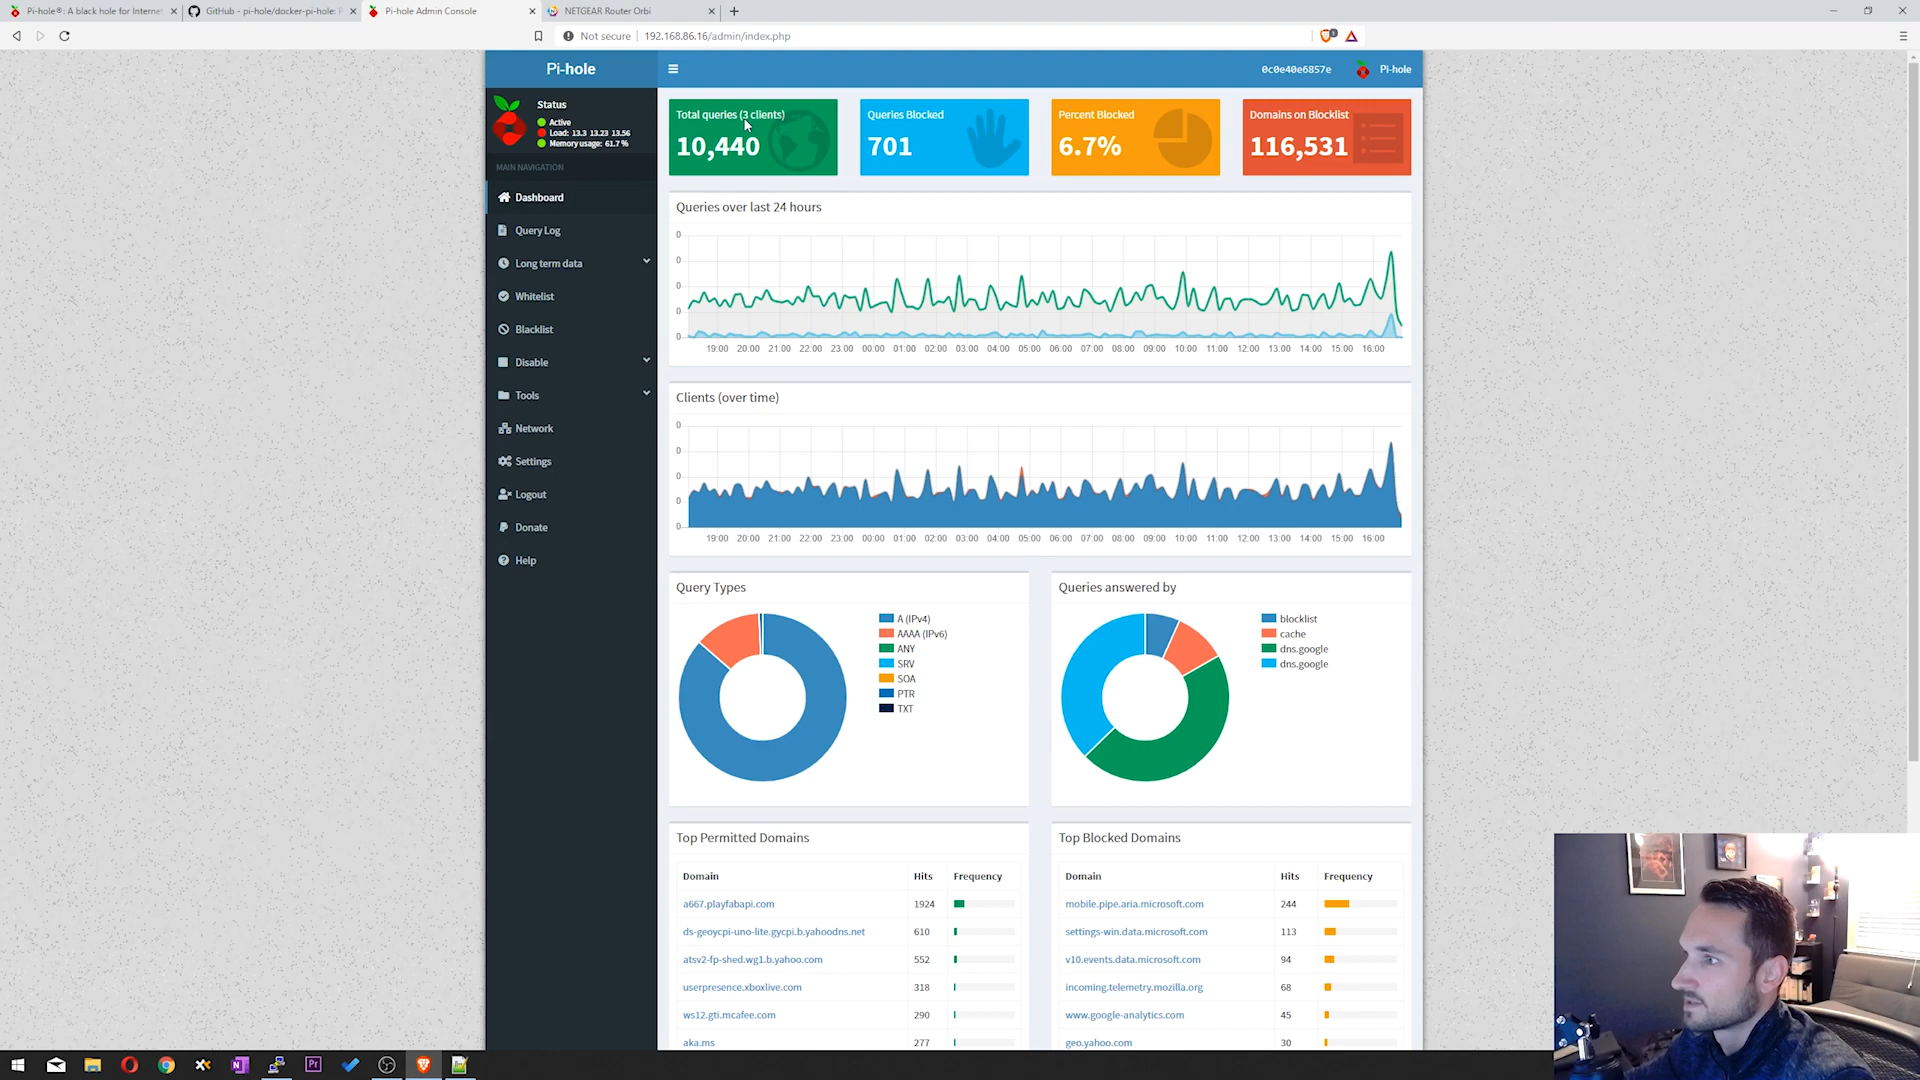 Pi-hole®: A black hole for Internet
GitHub - pi-hole/docker-pi-hole:
Pi-hole Admin Console
NETGEAR Router Orbi
Not secure
192.168.86.16/admin/index.php
Pi-hole
0c0e40e6857e
Pi-hole
Status
Active
Load: 13.3 13.23 13.56
Memory usage: 61.7 %
MAIN NAVIGATION
Dashboard
Query Log
Long term data
Whitelist
Blacklist
Disable
Tools
Network
Settings
Logout
Donate
Help
Total queries (3 clients)
10,440
Queries Blocked
701
Percent Blocked
6.7%
Domains on Blocklist
116,531
Queries over last 24 hours
0
0
0
0
0
19:00 20:00 21:00 22:00 23:00 00:00 01:00 02:00 03:00 04:00 05:00 06:00 07:00 08:00 09:00 10:00 11:00 12:00 13:00 14:00 15:00 16:00
Clients (over time)
0
0
0
0
0
19:00 20:00 21:00 22:00 23:00 00:00 01:00 02:00 03:00 04:00 05:00 06:00 07:00 08:00 09:00 10:00 11:00 12:00 13:00 14:00 15:00 16:00
Query Types
A (IPv4)
AAAA (IPv6)
ANY
SRV
SOA
PTR
TXT
Queries answered by
blocklist
cache
dns.google
dns.google
Top Permitted Domains
Domain Hits Frequency
a667.playfabapi.com 1924
ds-geoycpi-uno-lite.gycpi.b.yahoodns.net 610
atsv2-fp-shed.wg1.b.yahoo.com 552
userpresence.xboxlive.com 318
ws12.gti.mcafee.com 290
aka.ms 277
Top Blocked Domains
Domain Hits Frequency
mobile.pipe.aria.microsoft.com 244
settings-win.data.microsoft.com 113
v10.events.data.microsoft.com 94
incoming.telemetry.mozilla.org 68
www.google-analytics.com 45
geo.yahoo.com 30